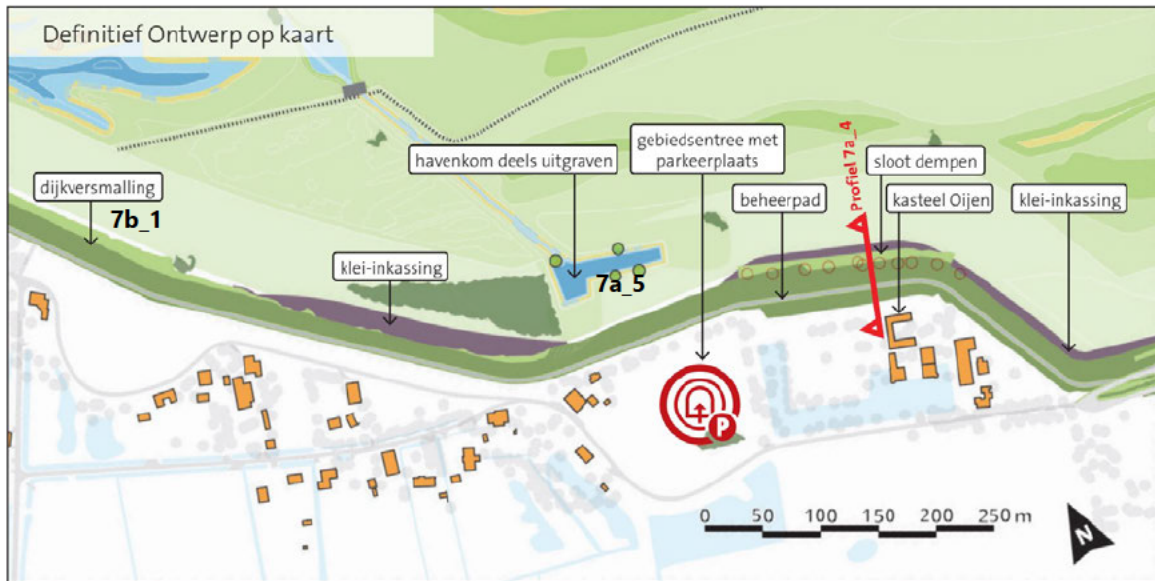 Definitief Ontwerp op kaart
gebiedsentree met
parkeerplaats
Profiel 7a_4
havenkom deels uitgraven
sloot dempen
dijkversmalling
7b_1
beheerpad
kasteel Oijen
klei-inkassing
klei-inkassing
7a_5
P
0 50 100 150 200 250 m
N